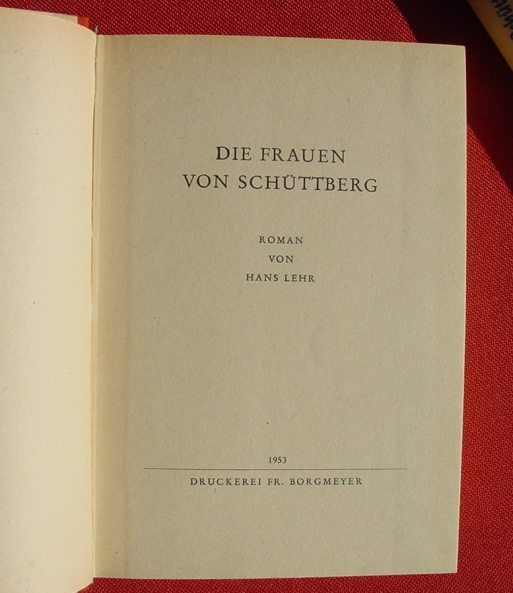 DIE FRAUEN
VON SCHÜTTBERG
ROMAN
VON
HANS LEHR
1953
DRUCKEREI FR. BORGMEYER